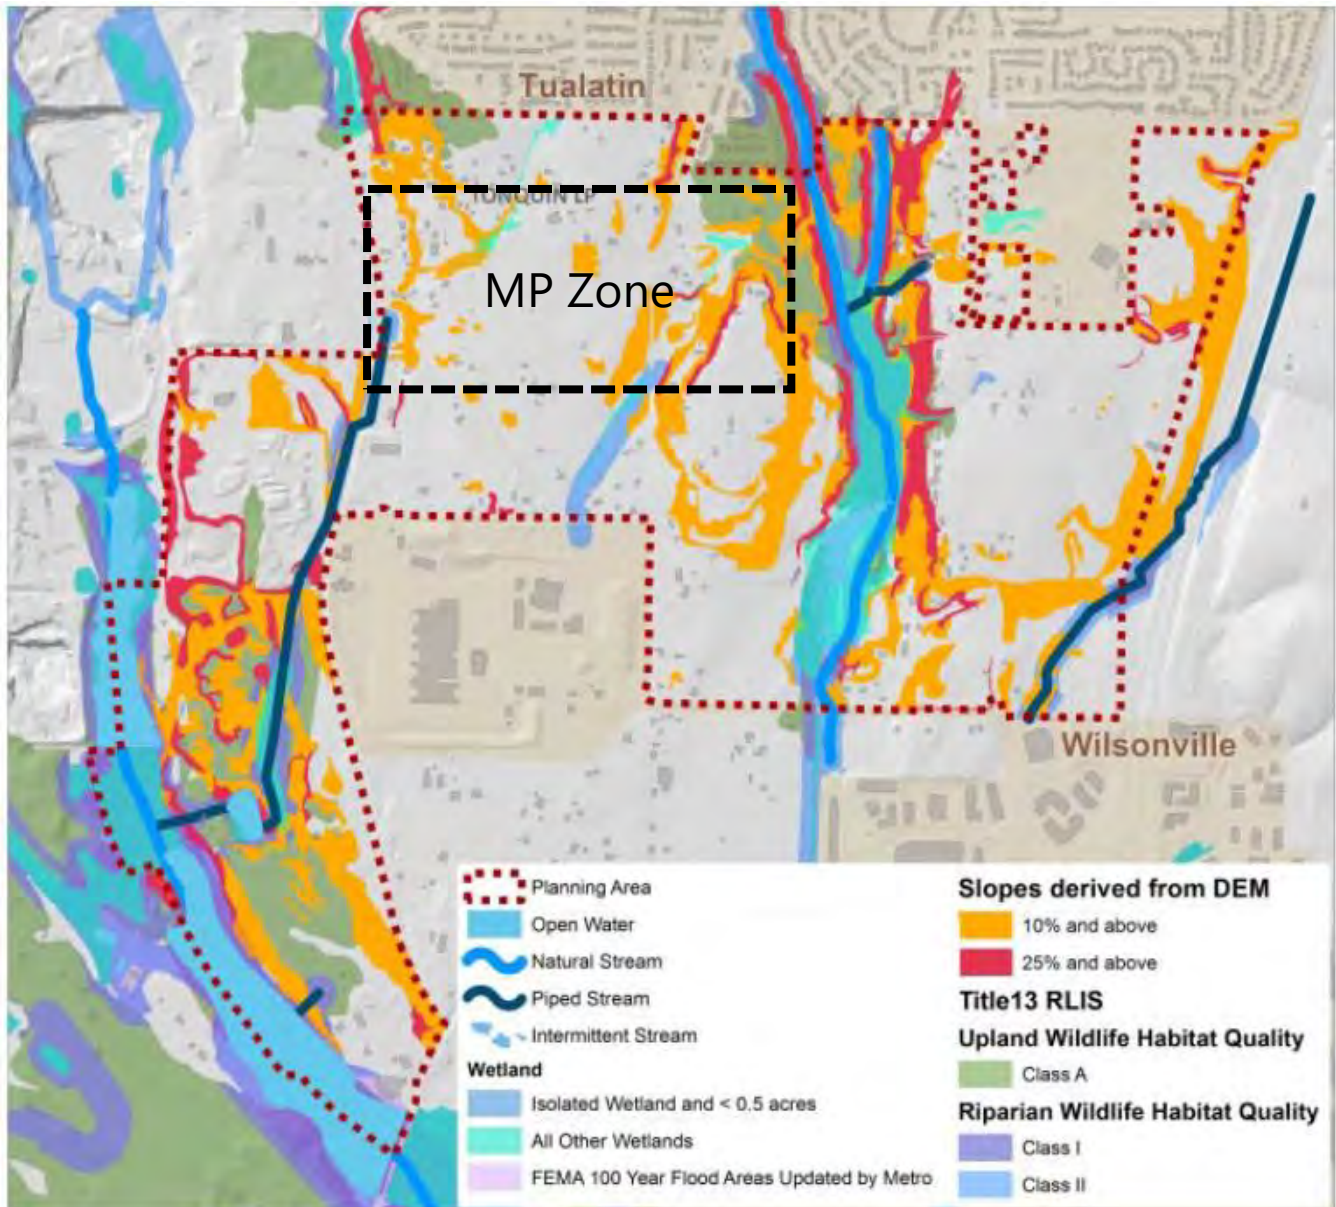 Tualatin
TONQUIN LP
MP Zone
Wilsonville
Planning Area
Open Water
Natural Stream
Piped Stream
Intermittent Stream
Wetland
Isolated Wetland and < 0.5 acres
All Other Wetlands
FEMA 100 Year Flood Areas Updated by Metro
Slopes derived from DEM
10% and above
25% and above
Title13 RLIS
Upland Wildlife Habitat Quality
Class A
Riparian Wildlife Habitat Quality
Class I
Class II